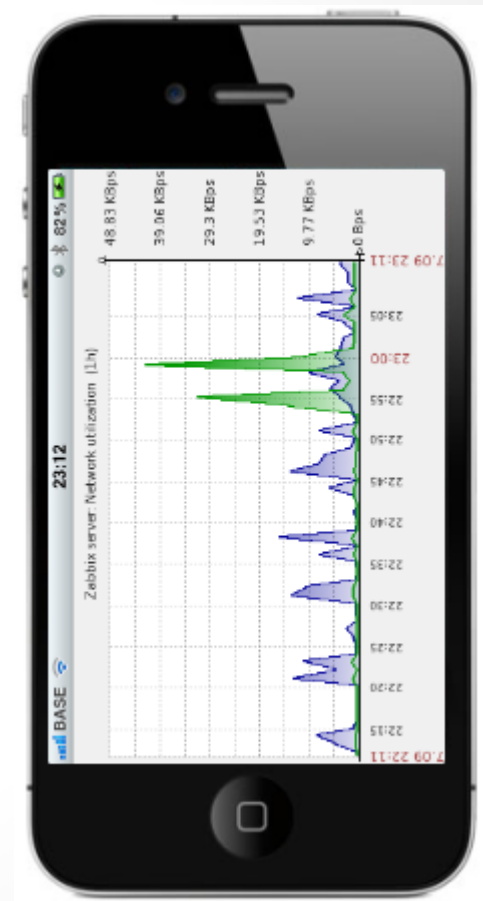 BASE 23:12 82%
Zabbix server: Network utilization (1h)
48.83 KBps
39.06 KBps
29.3 KBps
19.53 KBps
9.77 KBps
0 Bps
7.09 22:11
22:15
22:20
22:25
22:30
22:35
22:40
22:45
22:50
22:55
23:00
23:05
7.09 23:11